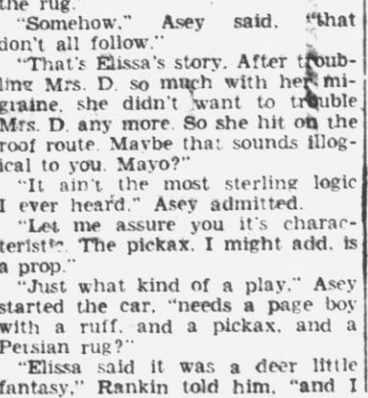 the rug."
"Somehow," Asey said, "that
don't all follow."
"That's Elissa's story. After troub-
ling Mrs. D. so much with her mi-
graine, she didn't want to trouble
Mrs. D. any more. So she hit on the
roof route. Maybe that sounds illog-
ical to you, Mayo?"
"It ain't the most sterling logic
I ever heard," Asey admitted.
"Let me assure you it's charac-
teristic. The pickax, I might add, is
a prop."
"Just what kind of a play," Asey
started the car, "needs a page boy
with a ruff, and a pickax, and a
Persian rug?"
"Elissa said it was a deer little
fantasy," Rankin told him, "and I